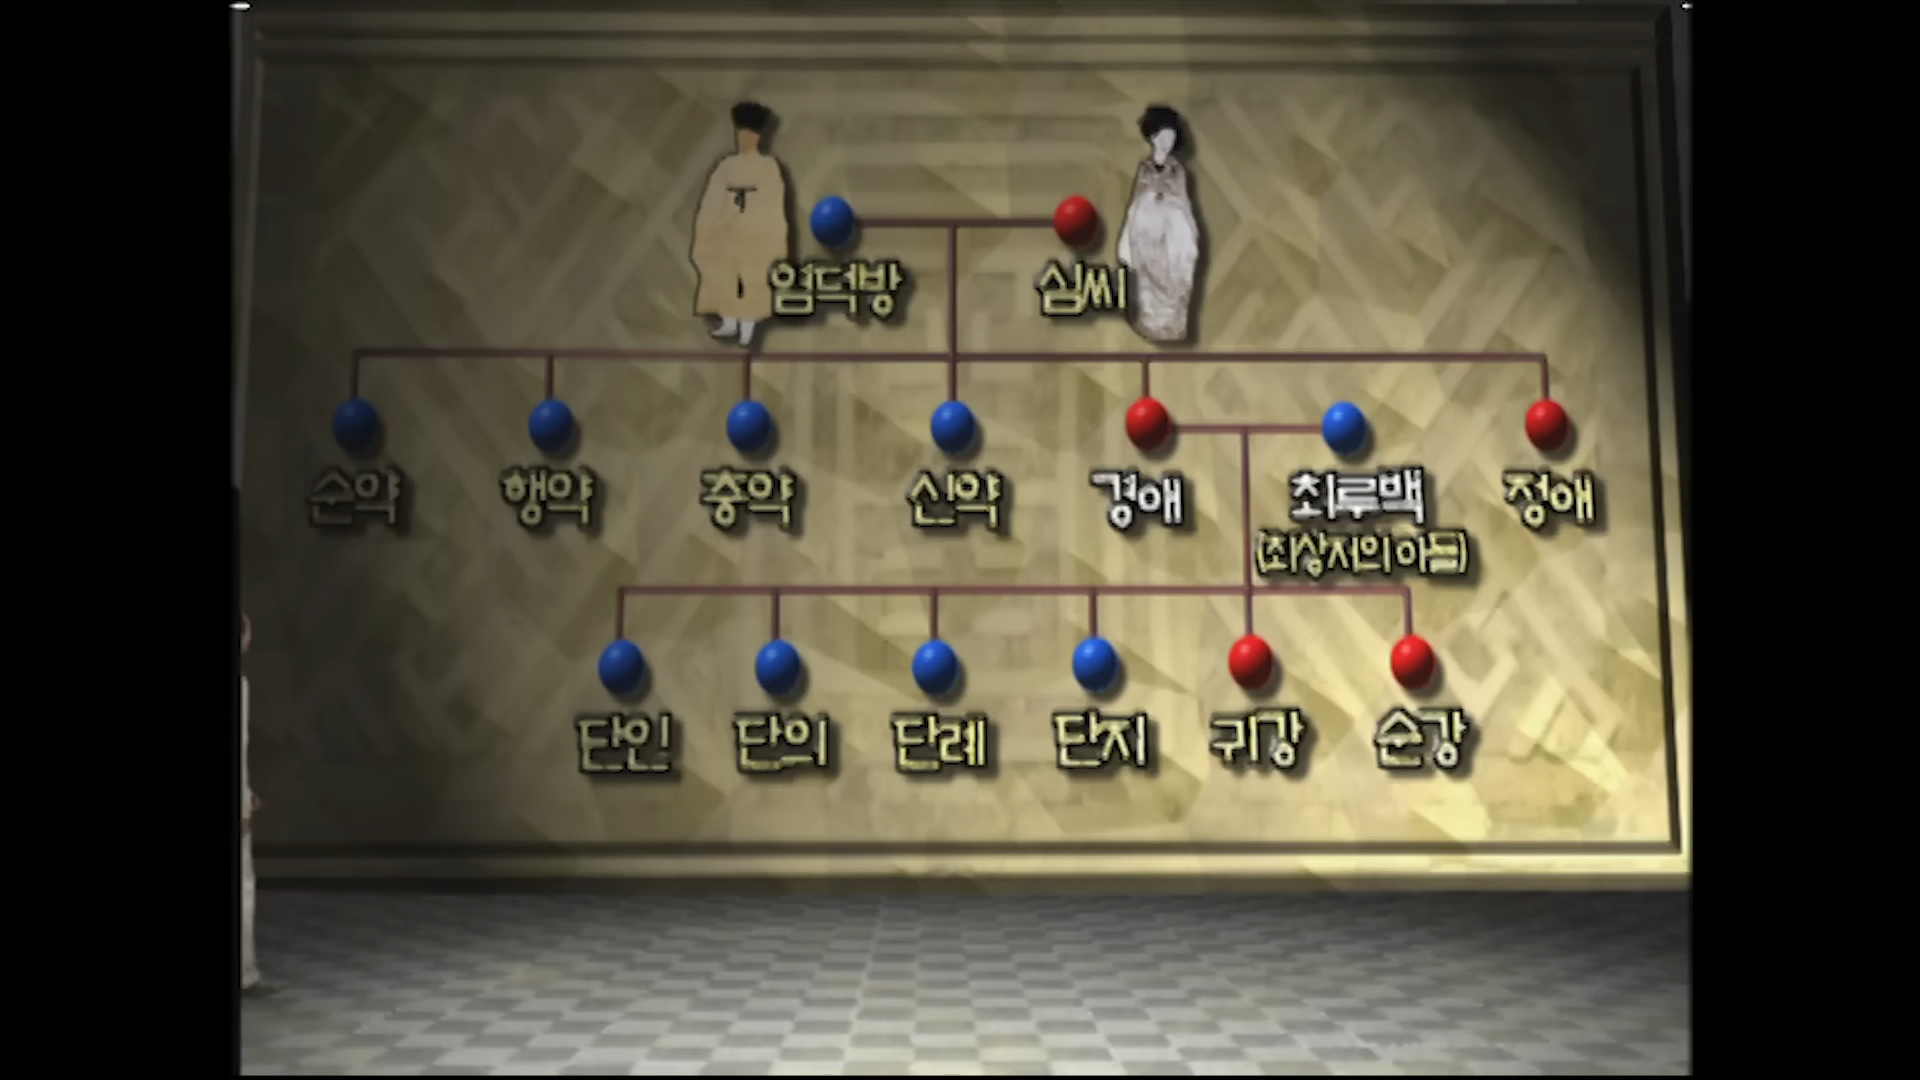 염덕방 심씨
순약 행약 충약 신약 경애 최루백 정애
(최상저의 아들)
단인 단의 단례 단지 귀강 순강